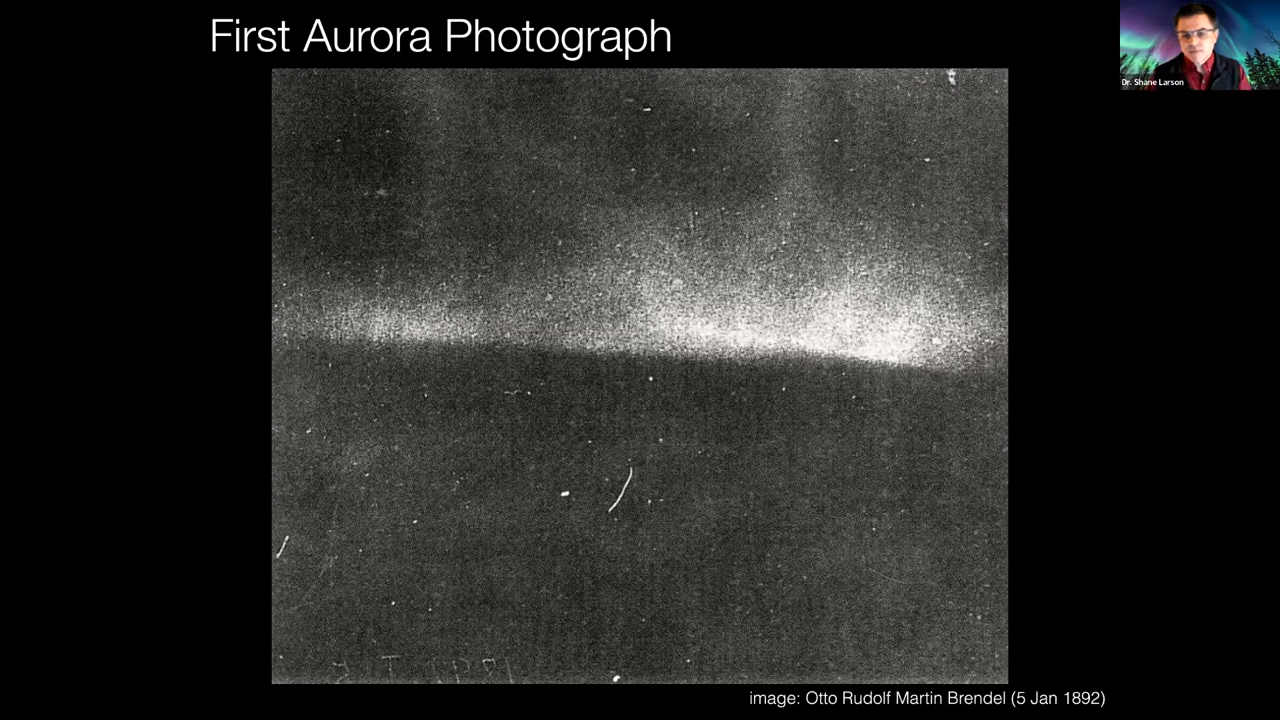 First Aurora Photograph
Dr. Shane Larson
image: Otto Rudolf Martin Brendel (5 Jan 1892)